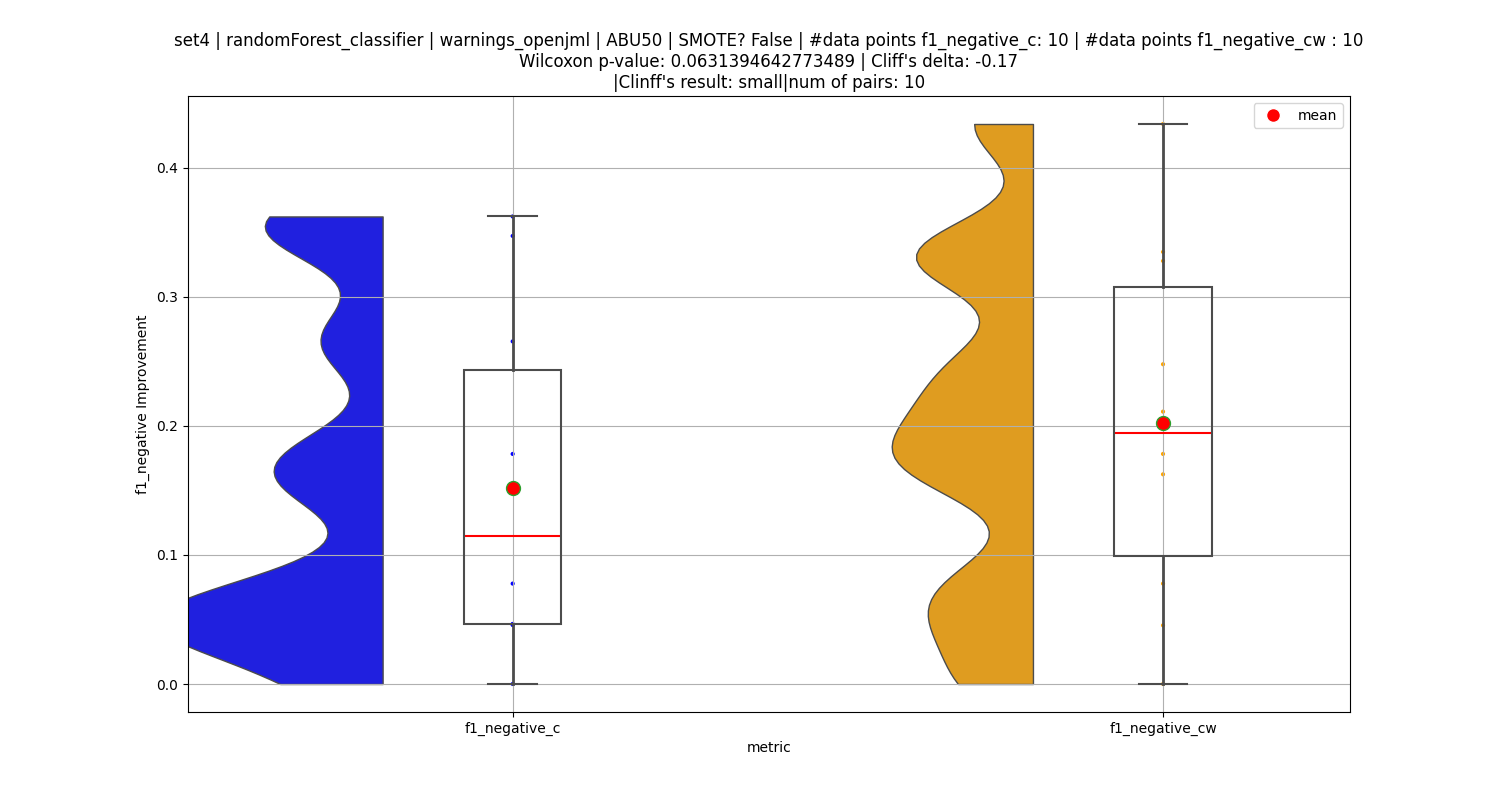 set4 | randomForest_classifier | warnings_openjml | ABU50 | SMOTE? False | #data points f1_negative_c: 10 | #data points f1_negative_cw : 10
Wilcoxon p-value: 0.0631394642773489 | Cliff's delta: -0.17
|Clinff's result: small|num of pairs: 10
mean
0.4
0.3
0.2
0.1
0.0
f1_negative Improvement
f1_negative_c
f1_negative_cw
metric